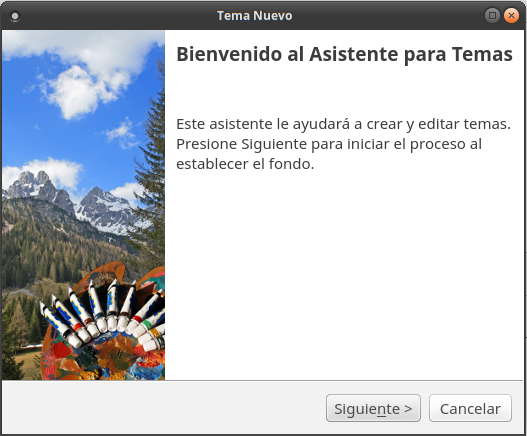 Tema Nuevo
Bienvenido al Asistente para Temas
Este asistente le ayudará a crear y editar temas.
Presione Siguiente para iniciar el proceso al
establecer el fondo.
Siguiente >
Cancelar